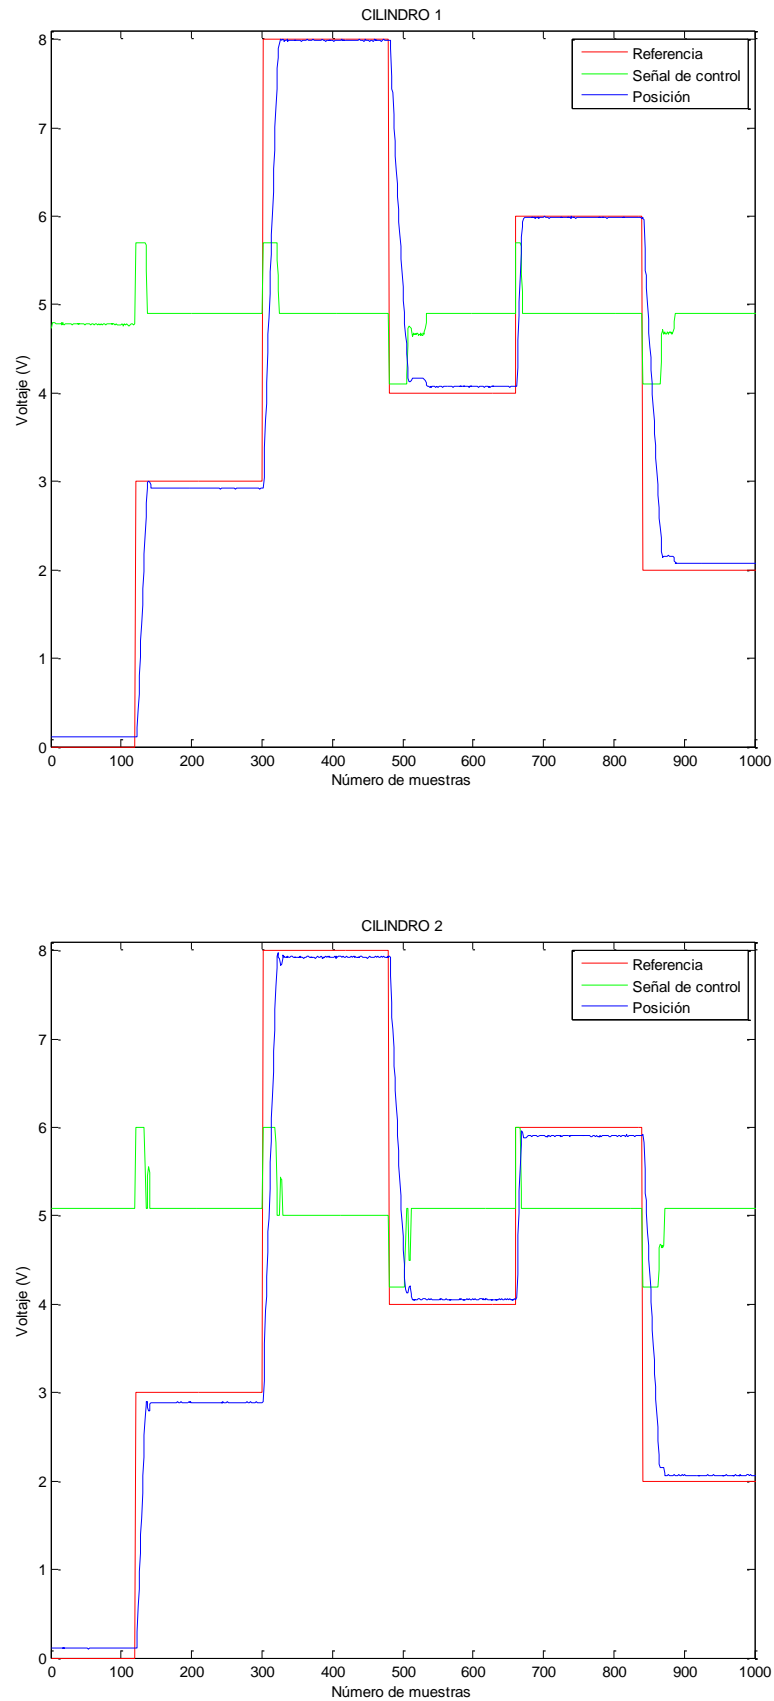 CILINDRO 1
8
7
6
5
4
3
2
1
0
Voltaje (V)
Referencia
Señal de control
Posición
0 100 200 300 400 500 600 700 800 900 1000
Número de muestras
CILINDRO 2
8
7
6
5
4
3
2
1
0
Voltaje (V)
Referencia
Señal de control
Posición
0 100 200 300 400 500 600 700 800 900 1000
Número de muestras